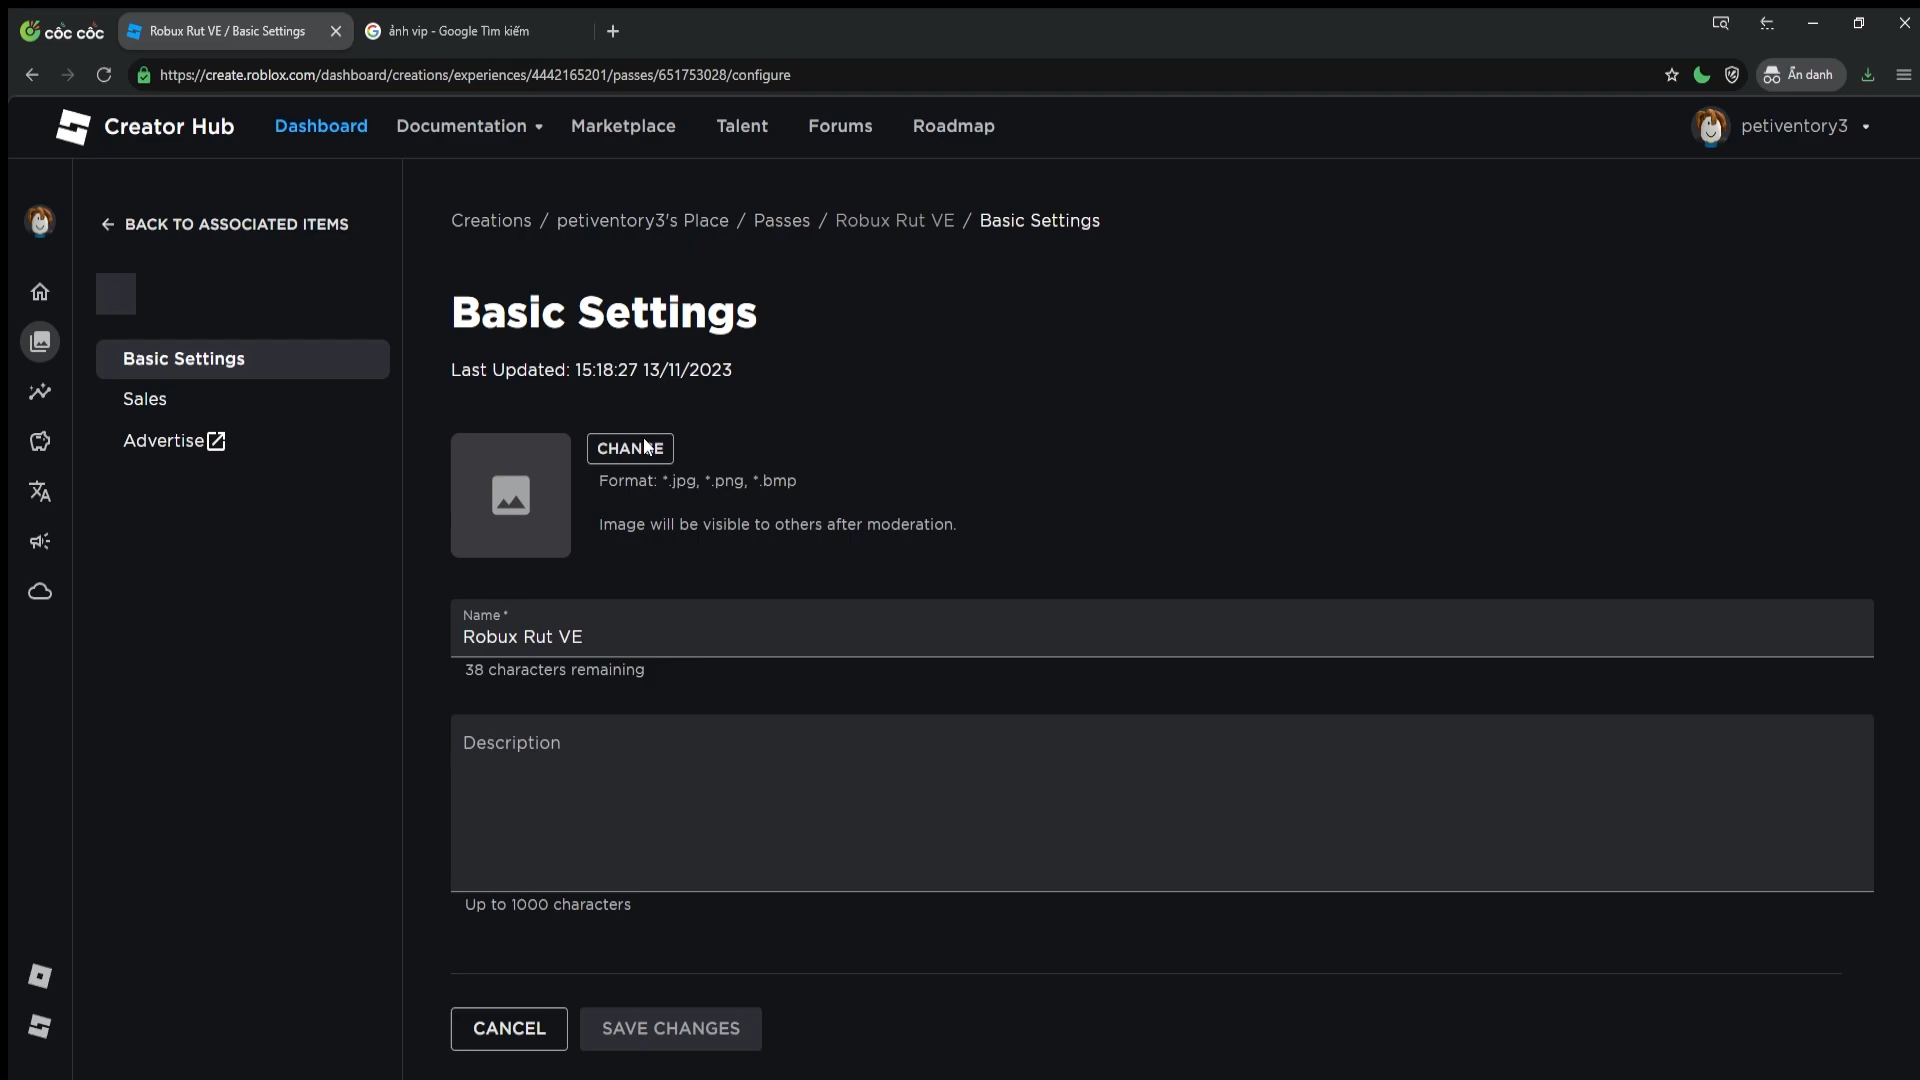 cốc cốc
Robux Rut VE / Basic Settings
ảnh vip - Google Tìm kiếm
https://create.roblox.com/dashboard/creations/experiences/4442165201/passes/651753028/configure
Ẩn danh
Creator Hub
Dashboard
Documentation
Marketplace
Talent
Forums
Roadmap
petiventory3
BACK TO ASSOCIATED ITEMS
Basic Settings
Sales
Advertise
Creations / petiventory3's Place / Passes / Robux Rut VE / Basic Settings
Basic Settings
Last Updated: 15:18:27 13/11/2023
CHANGE
Format: *.jpg, *.png, *.bmp
Image will be visible to others after moderation.
Name *
Robux Rut VE
38 characters remaining
Description
Up to 1000 characters
CANCEL
SAVE CHANGES